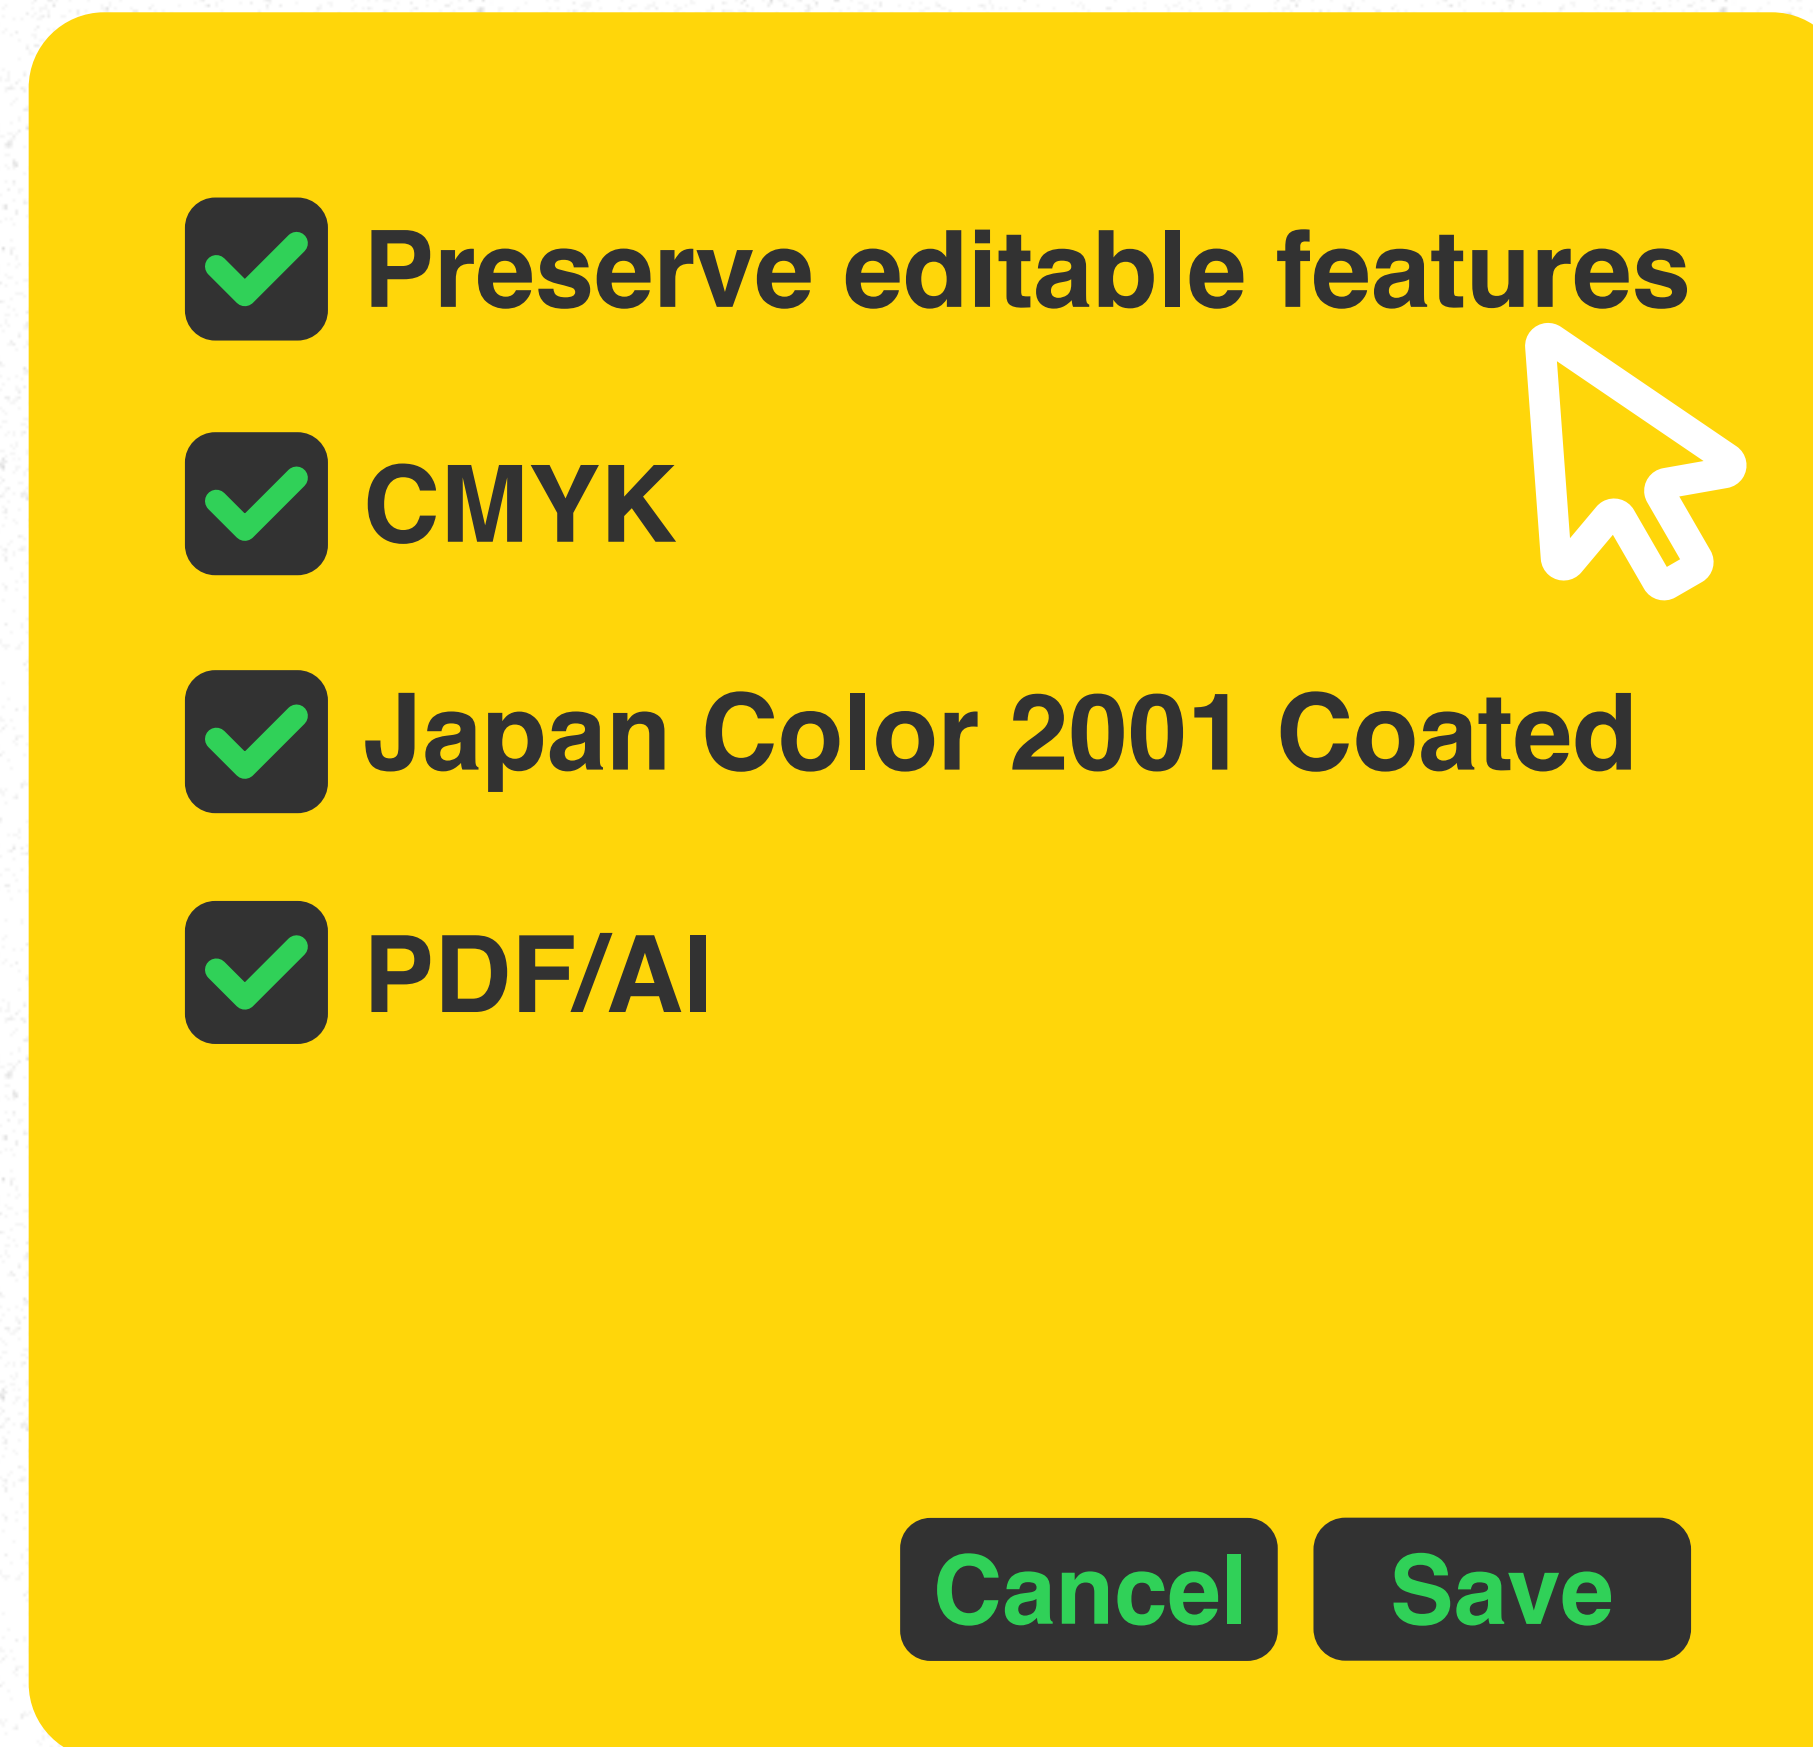 Preserve editable features
CMYK
Japan Color 2001 Coated
PDF/AI
Cancel Save